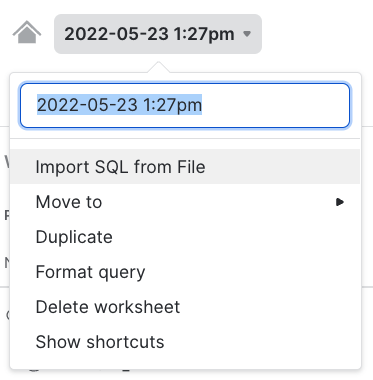 2022-05-23 1:27pm
2022-05-23 1:27pm
Import SQL from File
Move to
Duplicate
Format query
Delete worksheet
Show shortcuts